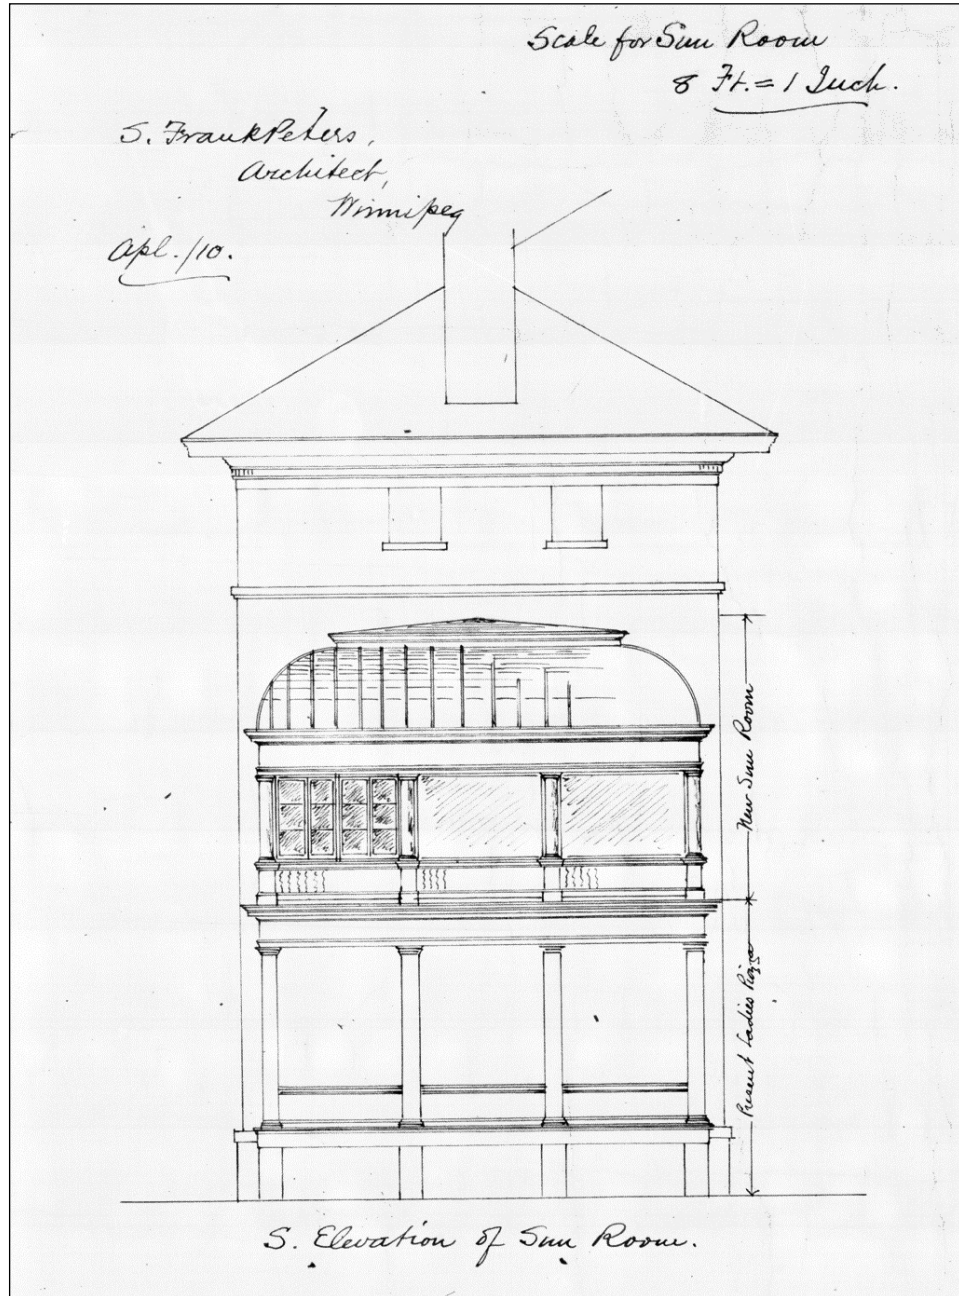 Scale for Sun Room
8 Ft. = 1 Inch.
S. Frank Peters,
Architect,
Winnipeg
Apl. /10.
New Sun Room
Present Ladies Piazza
S. Elevation of Sun Room.